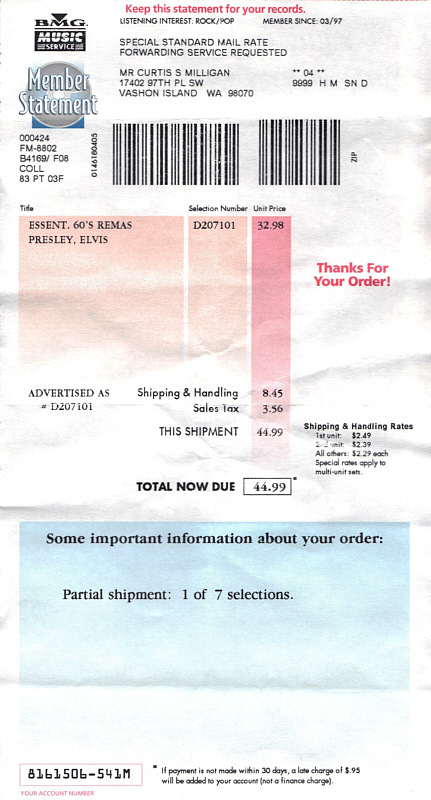 Keep this statement for your records.
BMG
MUSIC
SERVICE
LISTENING INTEREST: ROCK/POP MEMBER SINCE: 03/97
SPECIAL STANDARD MAIL RATE
FORWARDING SERVICE REQUESTED
Member
Statement
MR CURTIS S MILLIGAN ** 04 **
17402 97TH PL SW 9999 H M SN D
VASHON ISLAND WA 98070
000424
FM-8802
B4169/ F08
COLL
83 PT 03F
0146180405
ZIP
Title Selection Number Unit Price
ESSENT. 60'S REMAS D207101 32.98
PRESLEY, ELVIS
Thanks For
Your Order!
ADVERTISED AS Shipping & Handling 8.45
# D207101 Sales Tax 3.56
THIS SHIPMENT 44.99
Shipping & Handling Rates
1st unit: $2.49
2nd unit: $2.39
All others: $2.29 each
Special rates apply to
multi-unit sets.
TOTAL NOW DUE 44.99 *
Some important information about your order:
Partial shipment: 1 of 7 selections.
8161506-541M
YOUR ACCOUNT NUMBER
* If payment is not made within 30 days, a late charge of $.95
will be added to your account (not a finance charge).